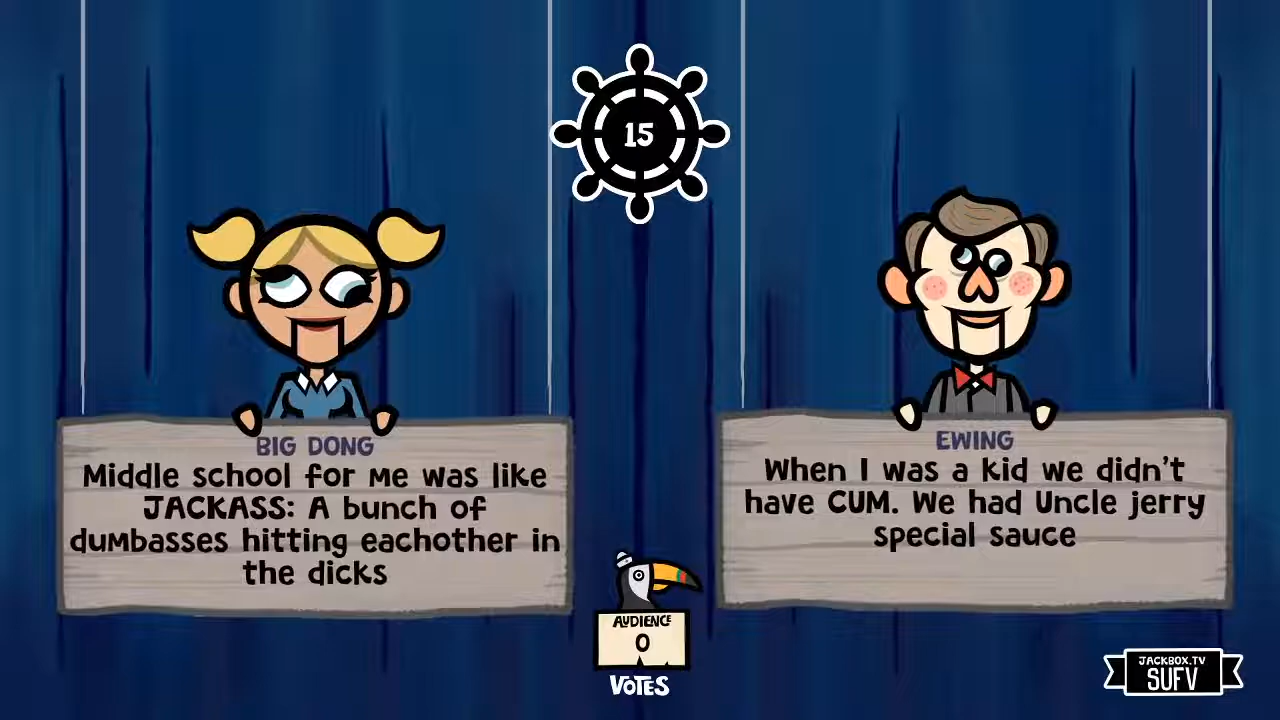 15
BIG DONG
Middle school for me was like
JACKASS: A bunch of
dumbasses hitting eachother in
the dicks
EWING
When I was a kid we didn't
have CUM. We had Uncle jerry
special sauce
AUDIENCE
0
VOTES
JACKBOX.TV
SUFV